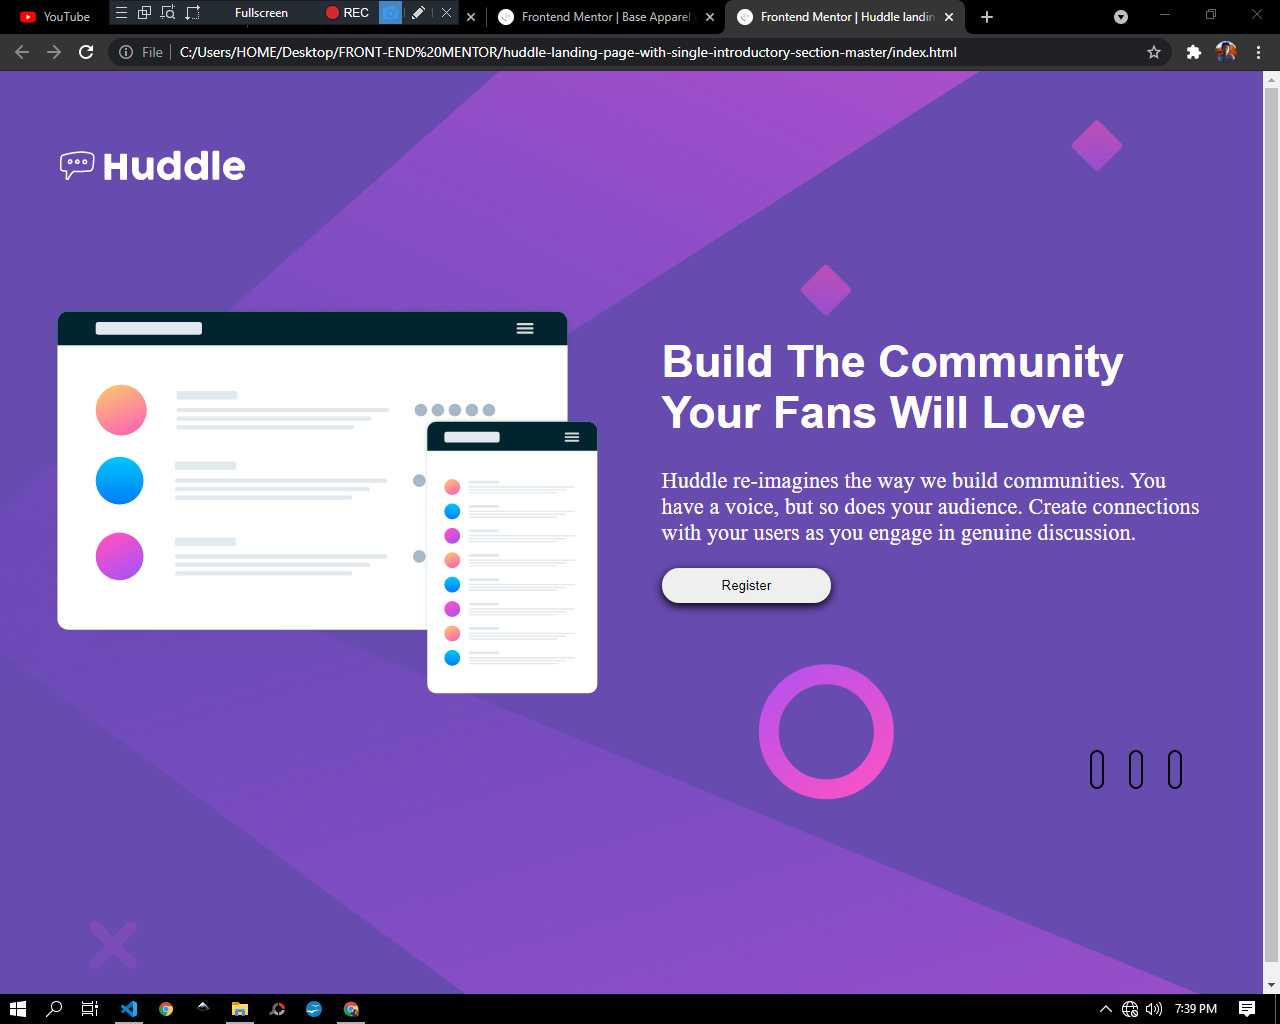 YouTube
Fullscreen
REC
Frontend Mentor | Base Apparel
Frontend Mentor | Huddle landin
File
C:/Users/HOME/Desktop/FRONT-END%20MENTOR/huddle-landing-page-with-single-introductory-section-master/index.html
Huddle
Build The Community
Your Fans Will Love
Huddle re-imagines the way we build communities. You
have a voice, but so does your audience. Create connections
with your users as you engage in genuine discussion.
Register
7:39 PM